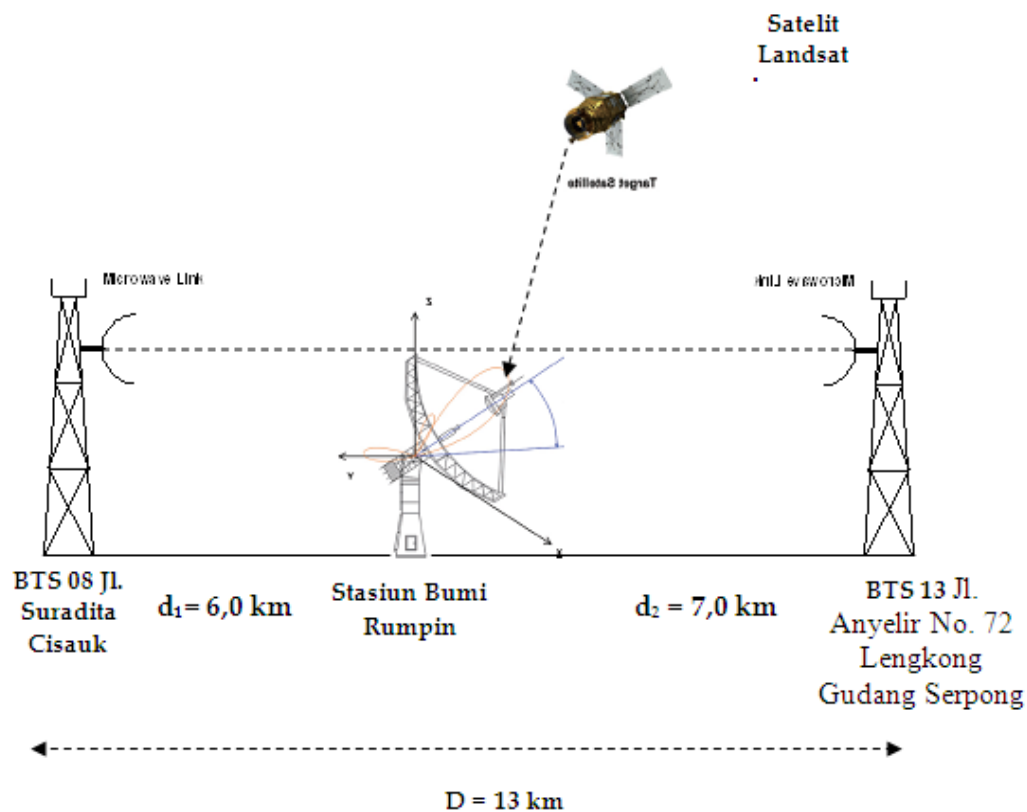 Satelit
Landsat
Target Satellite
Microwave Link
Microwave Link
z
Y
X
BTS 08 Jl.
Suradita
Cisauk
d₁= 6,0 km
Stasiun Bumi
Rumpin
d₂ = 7,0 km
BTS 13 Jl.
Anyelir No. 72
Lengkong
Gudang Serpong
D = 13 km